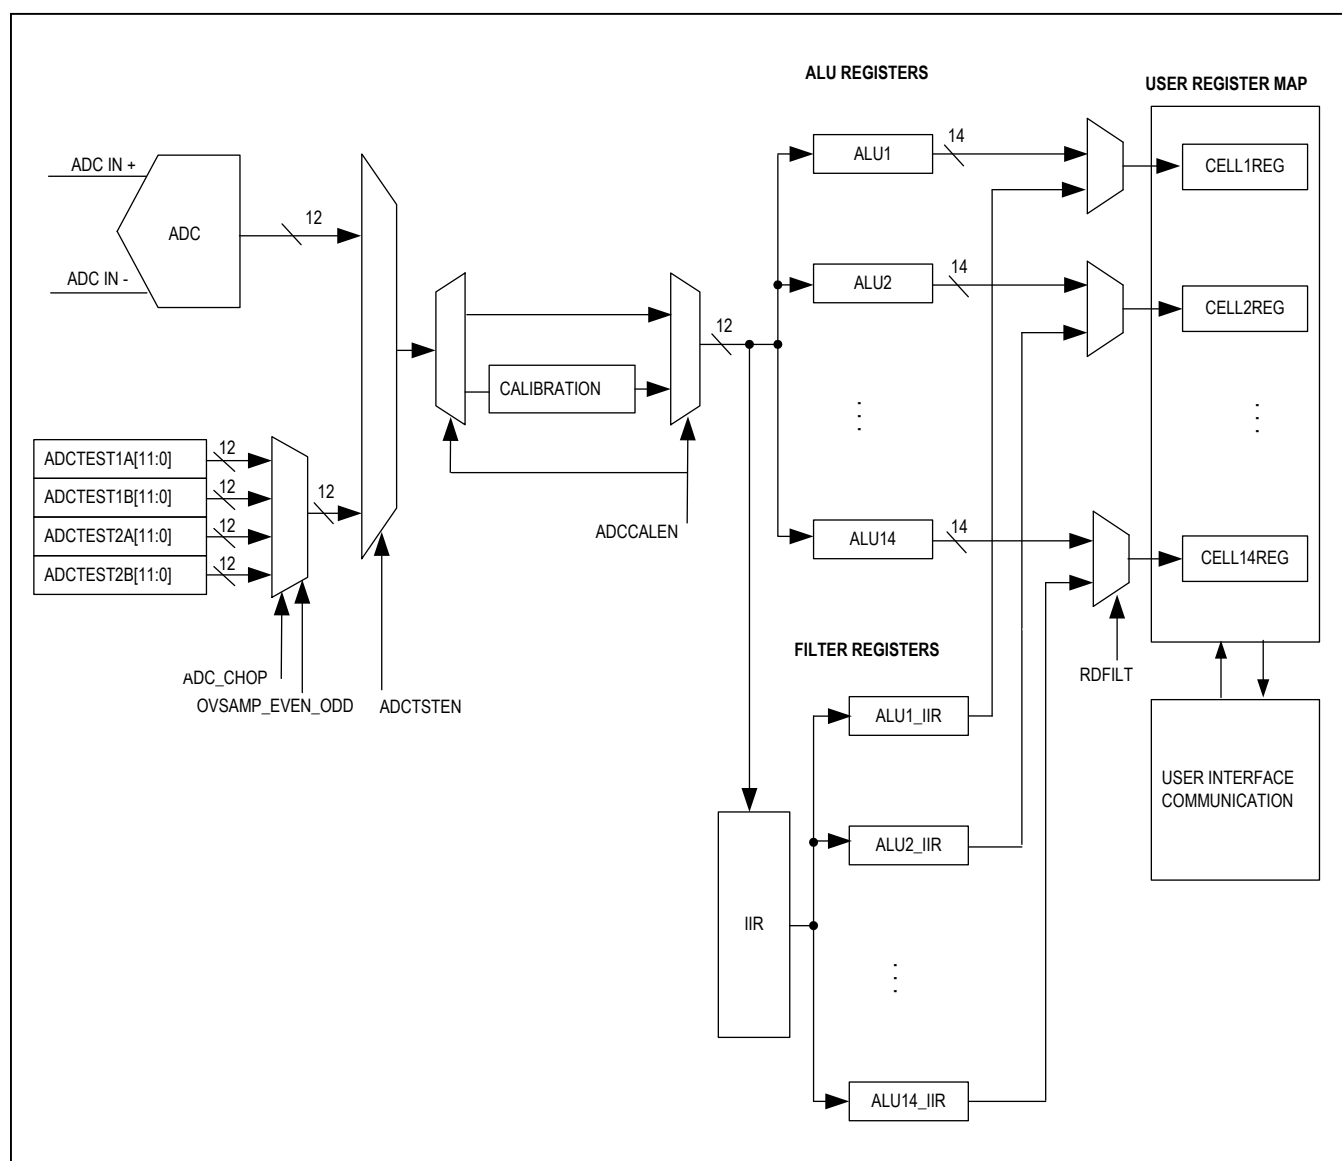 ALU REGISTERS
USER REGISTER MAP
ADC IN +
ADC
ADC IN -
12
ALU1
14
CELL1REG
ALU2
14
CELL2REG
12
CALIBRATION
ADCTEST1A[11:0]
12
ADCTEST1B[11:0]
12
ADCTEST2A[11:0]
12
ADCTEST2B[11:0]
12
12
ADCCALEN
ALU14
14
CELL14REG
ADC_CHOP
OVSAMP_EVEN_ODD
ADCTSTEN
FILTER REGISTERS
RDFILT
ALU1_IIR
ALU2_IIR
USER INTERFACE
COMMUNICATION
IIR
ALU14_IIR